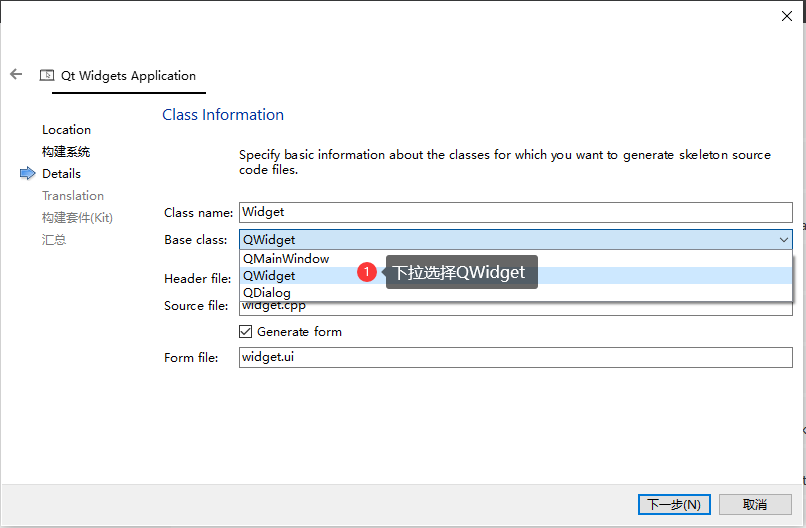 Qt Widgets Application
Location
构建系统
Details
Translation
构建套件(Kit)
汇总
Class Information
Specify basic information about the classes for which you want to generate skeleton source
code files.
Class name: Widget
Base class: QWidget
QMainWindow
Header file: QWidget
1 下拉选择QWidget
QDialog
Source file: widget.cpp
Generate form
Form file: widget.ui
下一步(N)
取消